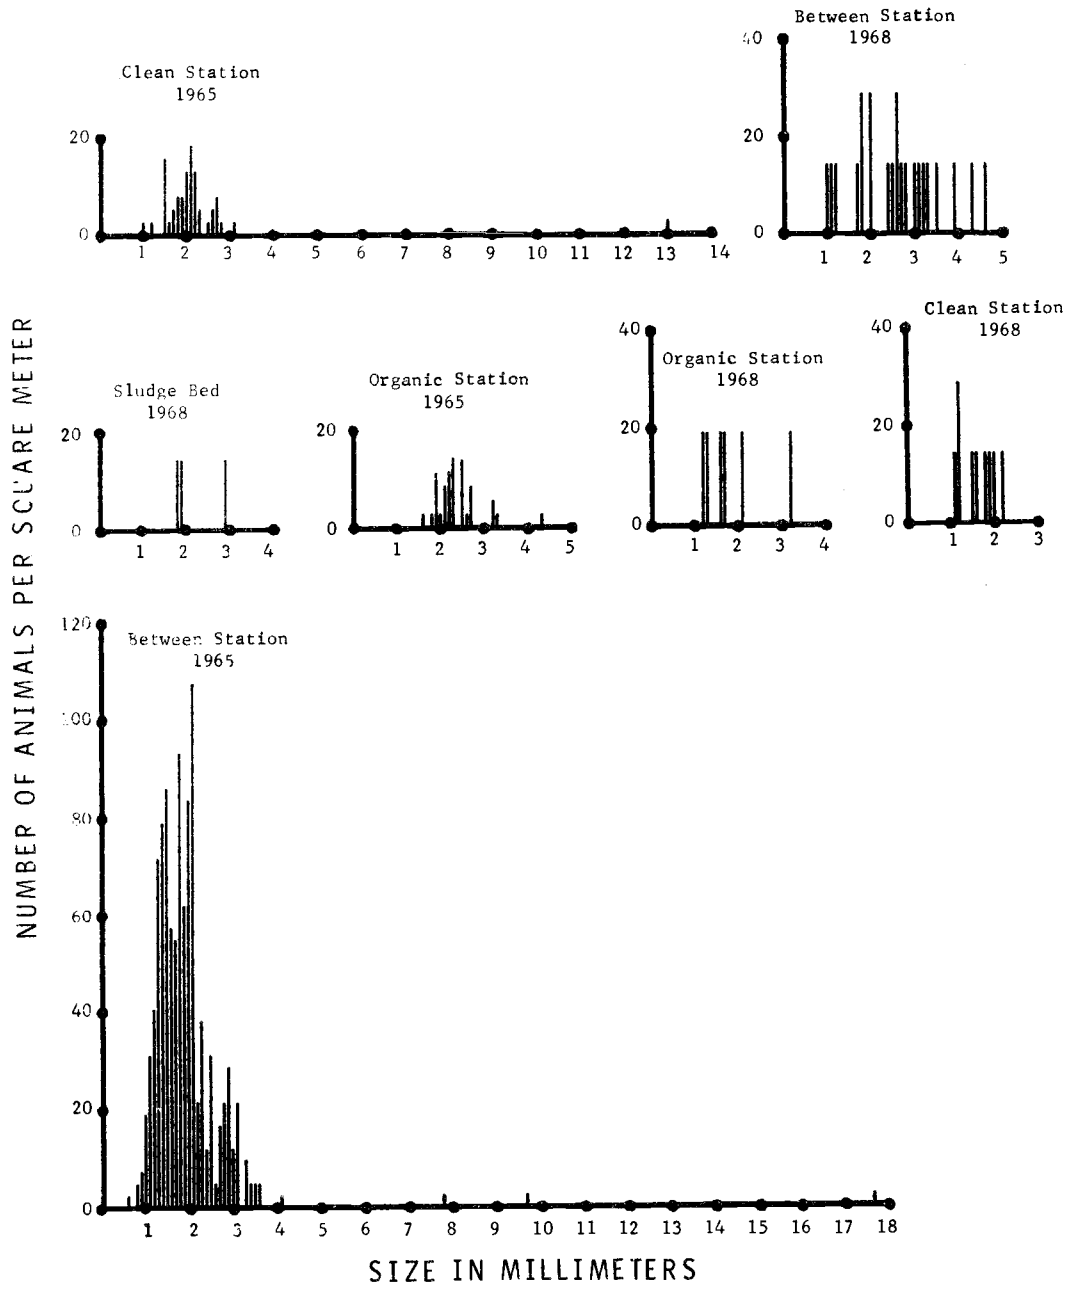 Between Station
1968
40
20
0
1 2 3 4 5
Clean Station
1965
20
0
1 2 3 4 5 6 7 8 9 10 11 12 13 14
Clean Station
1968
40
20
0
1 2 3
Organic Station
1968
40
20
0
1 2 3 4
Organic Station
1965
20
0
1 2 3 4 5
Sludge Bed
1968
20
0
1 2 3 4
Between Station
1965
120
100
80
60
40
20
0
1 2 3 4 5 6 7 8 9 10 11 12 13 14 15 16 17 18
NUMBER OF ANIMALS PER SCUARE METER
SIZE IN MILLIMETERS